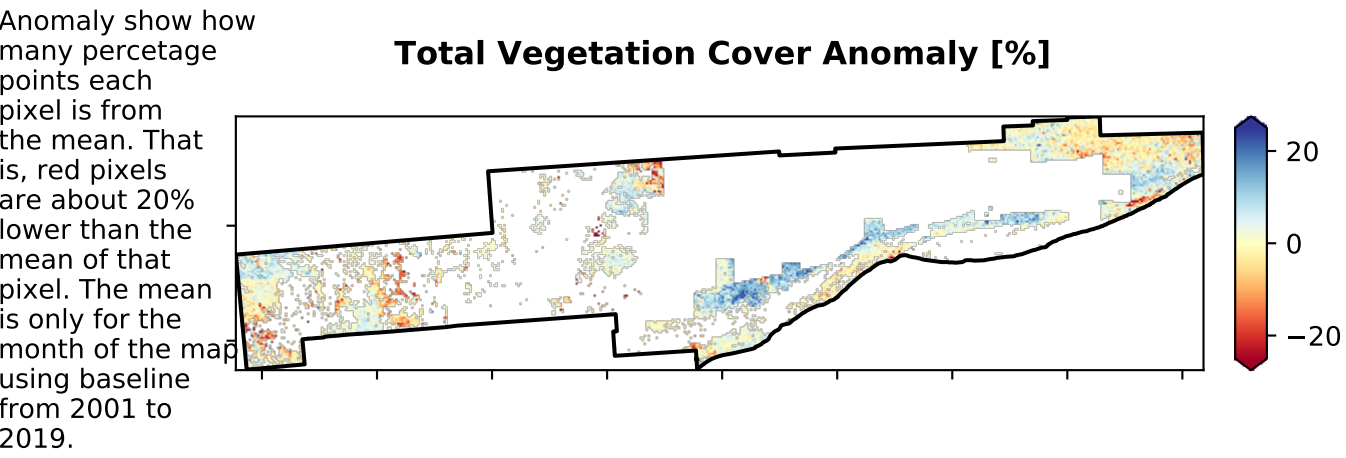 Anomaly show how
many percetage
points each
pixel is from
the mean. That
is, red pixels
are about 20%
lower than the
mean of that
pixel. The mean
is only for the
month of the map
using baseline
from 2001 to
2019.
Total Vegetation Cover Anomaly [%]
20
0
−20